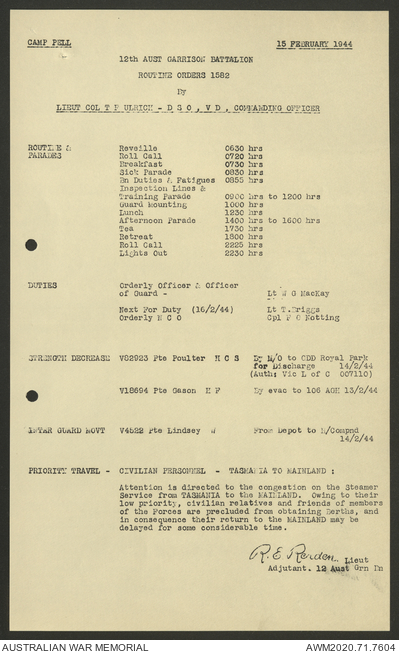 CAMP PELL 15 FEBRUARY 1944
12th AUST GARRISON BATTALION
ROUTINE ORDERS 1582
By
LIEUT COL T P ULRICH - D S O , V D , COMMANDING OFFICER
ROUTINE & Reveille 0630 hrs
PARADES Roll Call 0720 hrs
Breakfast 0730 hrs
Sick Parade 0830 hrs
Bn Duties & Fatigues 0855 hrs
Inspection Lines &
Training Parade 0900 hrs to 1200 hrs
Guard Mounting 1000 hrs
Lunch 1230 hrs
Afternoon Parade 1400 hrs to 1600 hrs
Tea 1730 hrs
Retreat 1800 hrs
Roll Call 2225 hrs
Lights Out 2230 hrs
DUTIES Orderly Officer & Officer
of Guard - Lt W G MacKay
Next For Duty (16/2/44) Lt T.Briggs
Orderly N C O Cpl F C Notting
STRENGTH DECREASE V82923 Pte Poulter H C S By M/O to GDD Royal Park
for Discharge 14/2/44
(Auth: Vic L of C 007110)
V18694 Pte Gason H F By evac to 106 AGH 13/2/44
INTER GUARD MOVT V4522 Pte Lindsey W From Depot to M/Compnd
14/2/44
PRIORITY TRAVEL - CIVILIAN PERSONNEL - TASMANIA TO MAINLAND :
Attention is directed to the congestion on the Steamer
Service from TASMANIA to the MAINLAND. Owing to their
low priority, civilian relatives and friends of members
of the Forces are precluded from obtaining Berths, and
in consequence their return to the MAINLAND may be
delayed for some considerable time.
R. E. Rerden. Lieut
Adjutant. 12 Aust Grn Bn
AUSTRALIAN WAR MEMORIAL AWM2020.71.7604